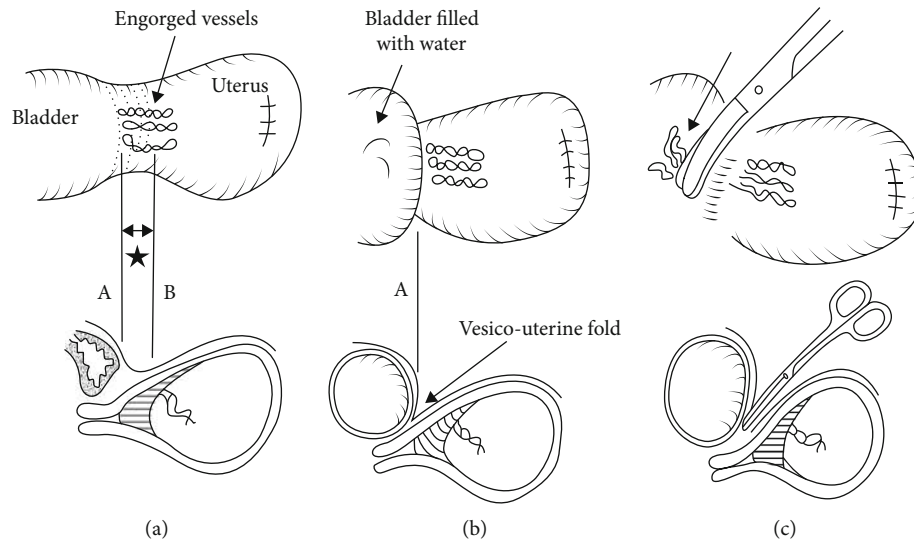 Engorged vessels
Uterus
Bladder
A
B
(a)
Bladder filled
with water
A
Vesico-uterine fold
(b)
(c)